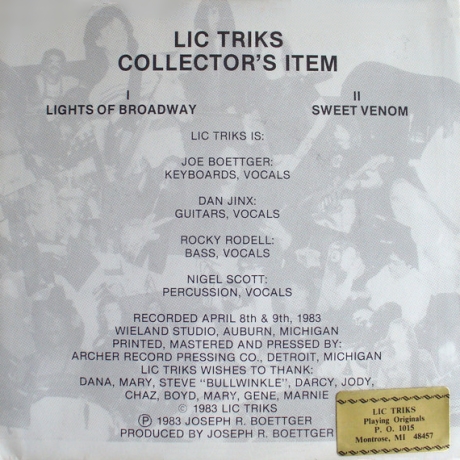 LIC TRIKS
COLLECTOR'S ITEM
I
LIGHTS OF BROADWAY
II
SWEET VENOM
LIC TRIKS IS:
JOE BOETTGER:
KEYBOARDS, VOCALS
DAN JINX:
GUITARS, VOCALS
ROCKY RODELL:
BASS, VOCALS
NIGEL SCOTT:
PERCUSSION, VOCALS
RECORDED APRIL 8th & 9th, 1983
WIELAND STUDIO, AUBURN, MICHIGAN
PRINTED, MASTERED AND PRESSED BY:
ARCHER RECORD PRESSING CO., DETROIT, MICHIGAN
LIC TRIKS WISHES TO THANK:
DANA, MARY, STEVE "BULLWINKLE", DARCY, JODY,
CHAZ, BOYD, MARY, GENE, MARNIE
© 1983 LIC TRIKS
Ⓟ 1983 JOSEPH R. BOETTGER
PRODUCED BY JOSEPH R. BOETTGER
LIC TRIKS
Playing Originals
P. O. 1015
Montrose, MI 48457